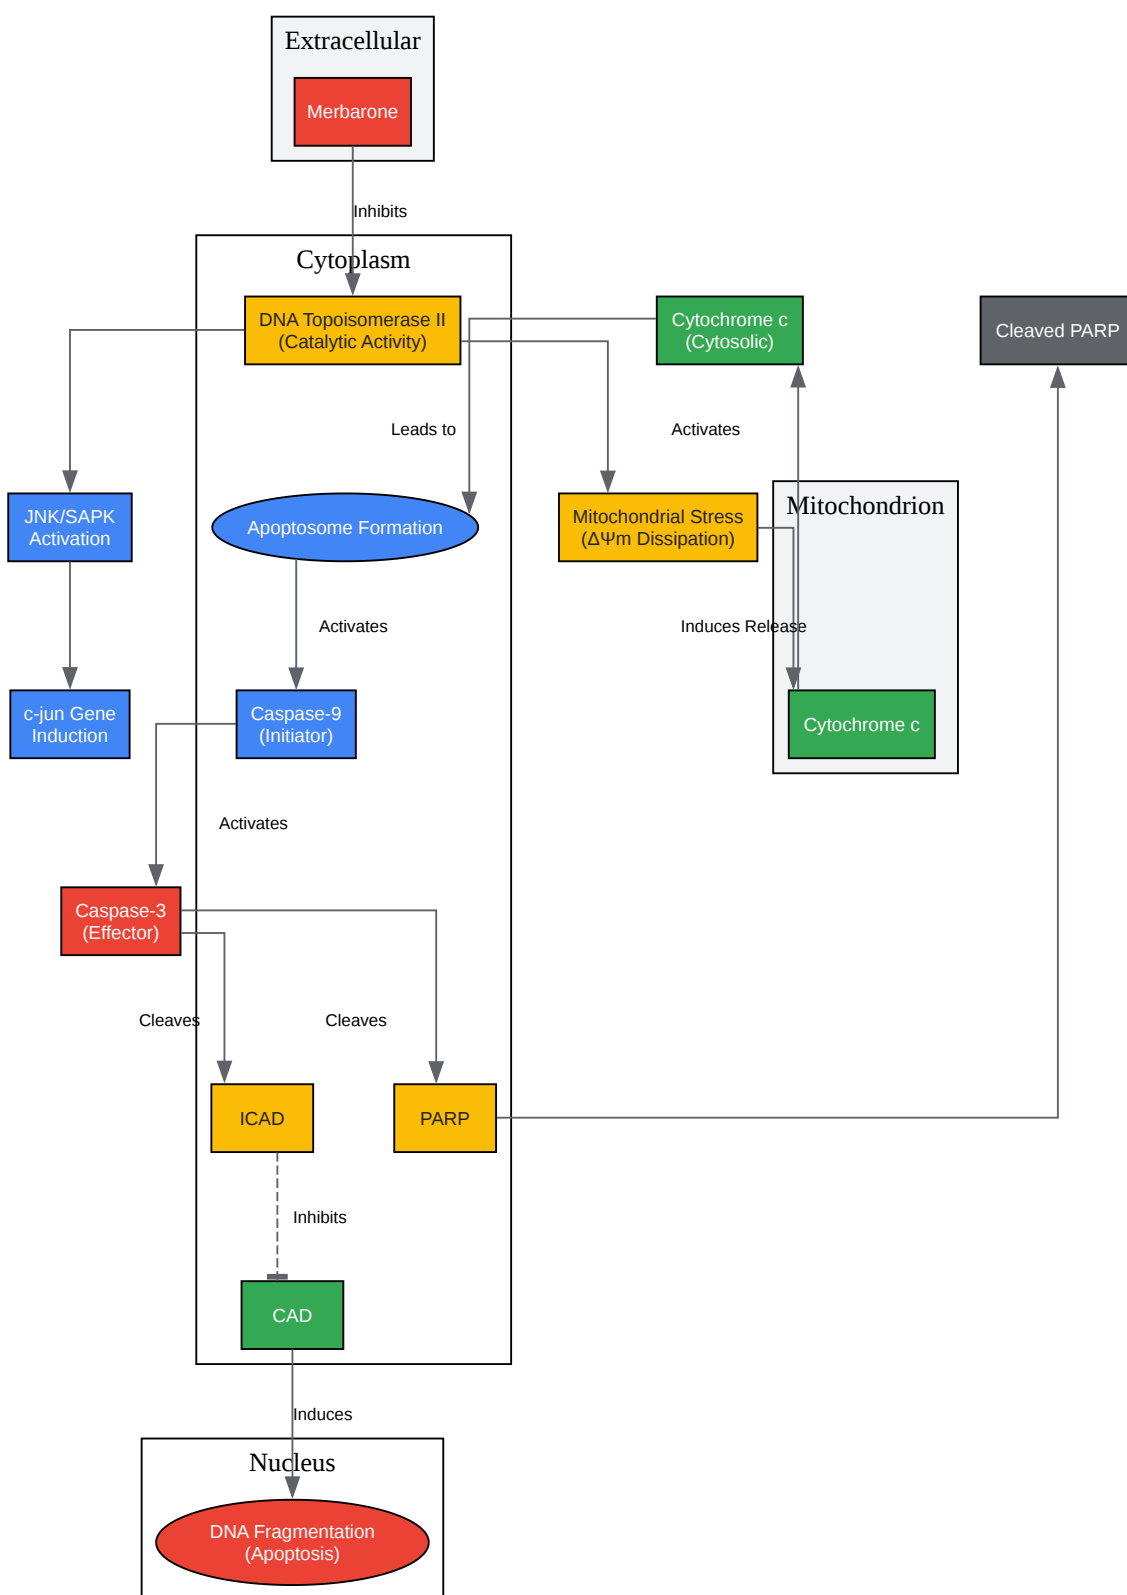 Extracellular
Merbarone
Inhibits
Cytoplasm
DNA Topoisomerase II
(Catalytic Activity)
Cytochrome c
(Cytosolic)
Cleaved PARP
Leads to
Activates
JNK/SAPK
Activation
Apoptosome Formation
Mitochondrial Stress
(ΔΨm Dissipation)
Mitochondrion
Activates
Induces Release
c-jun Gene
Induction
Caspase-9
(Initiator)
Cytochrome c
Activates
Caspase-3
(Effector)
Cleaves
Cleaves
ICAD
PARP
Inhibits
CAD
Induces
Nucleus
DNA Fragmentation
(Apoptosis)